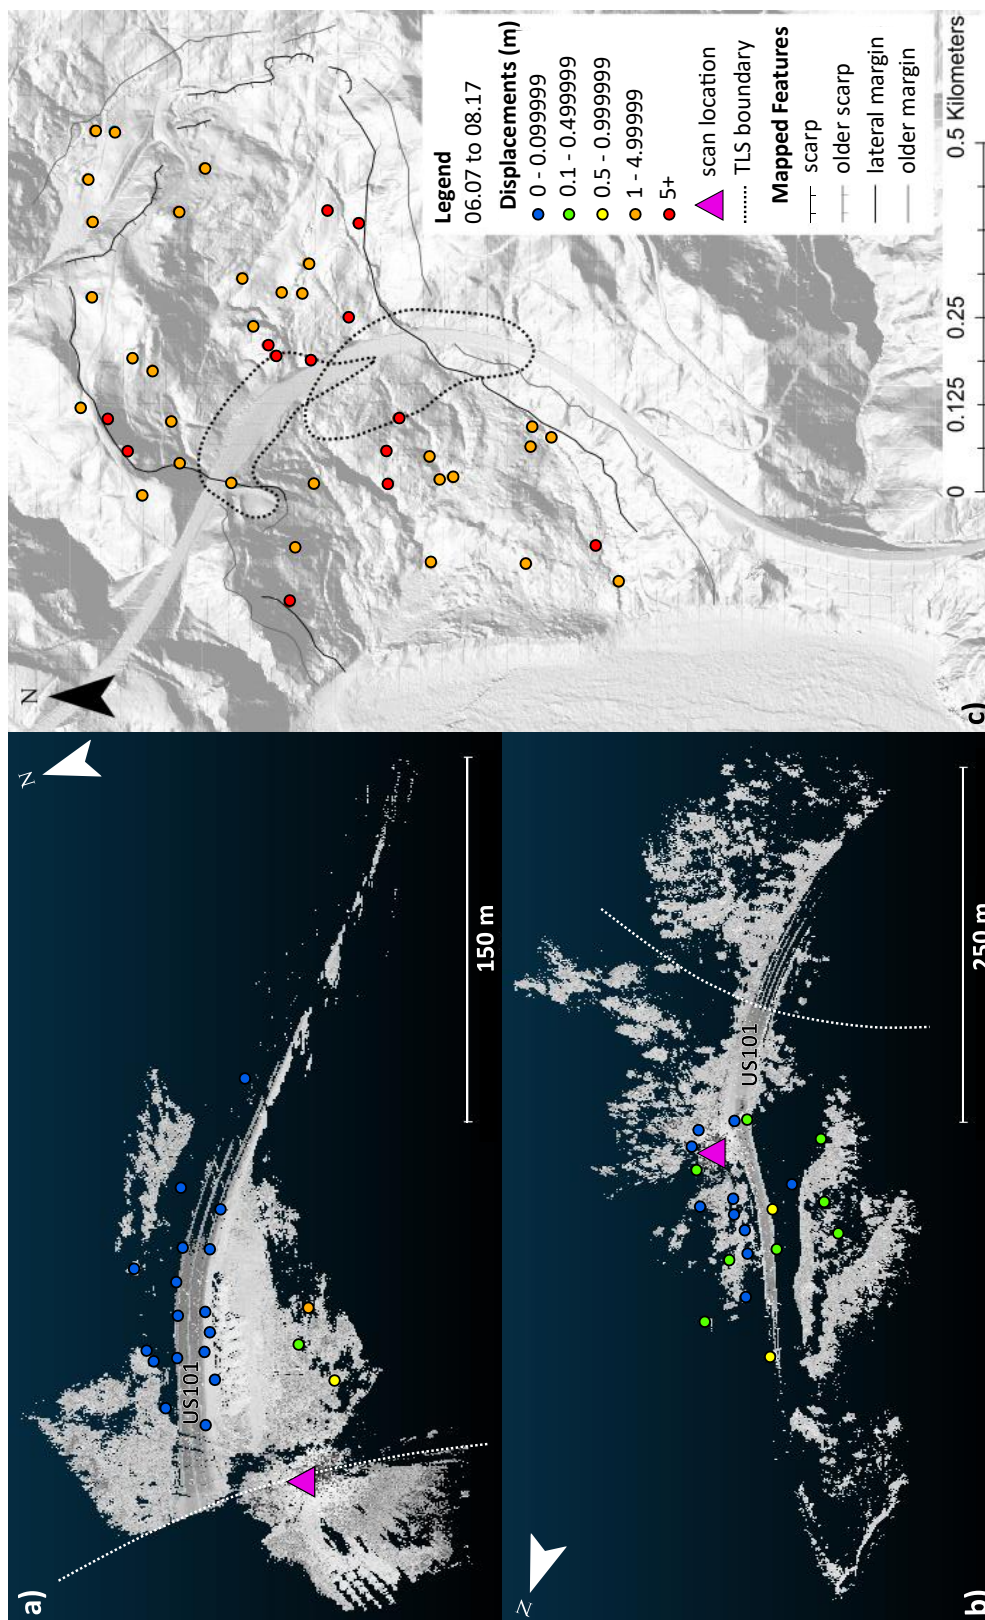 a)
N
US101
150 m
b)
N
US101
250 m
c)
N
Legend
06.07 to 08.17
Displacements (m)
0 - 0.099999
0.1 - 0.499999
0.5 - 0.999999
1 - 4.99999
5+
scan location
TLS boundary
Mapped Features
scarp
older scarp
lateral margin
older margin
0 0.125 0.25 0.5 Kilometers